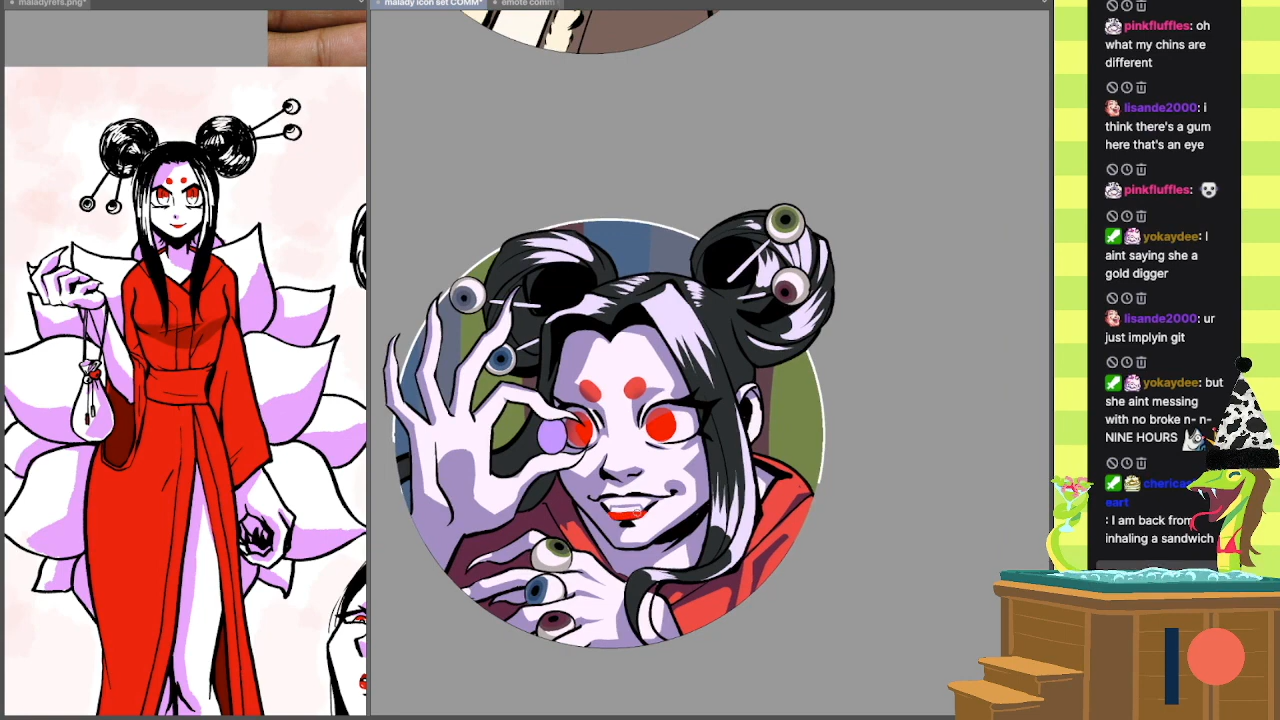 maladyrefs.png*
malady icon set COMM*
emote comm
pinkfluffles: oh
what my chins are
different
lisande2000: i
think there's a gum
here that's an eye
pinkfluffles:
yokaydee: I
aint saying she a
gold digger
lisande2000: ur
just implyin git
yokaydee: but
she aint messing
with no broke n- n-
NINE HOURS
eart
: I am back from
inhaling a sandwich